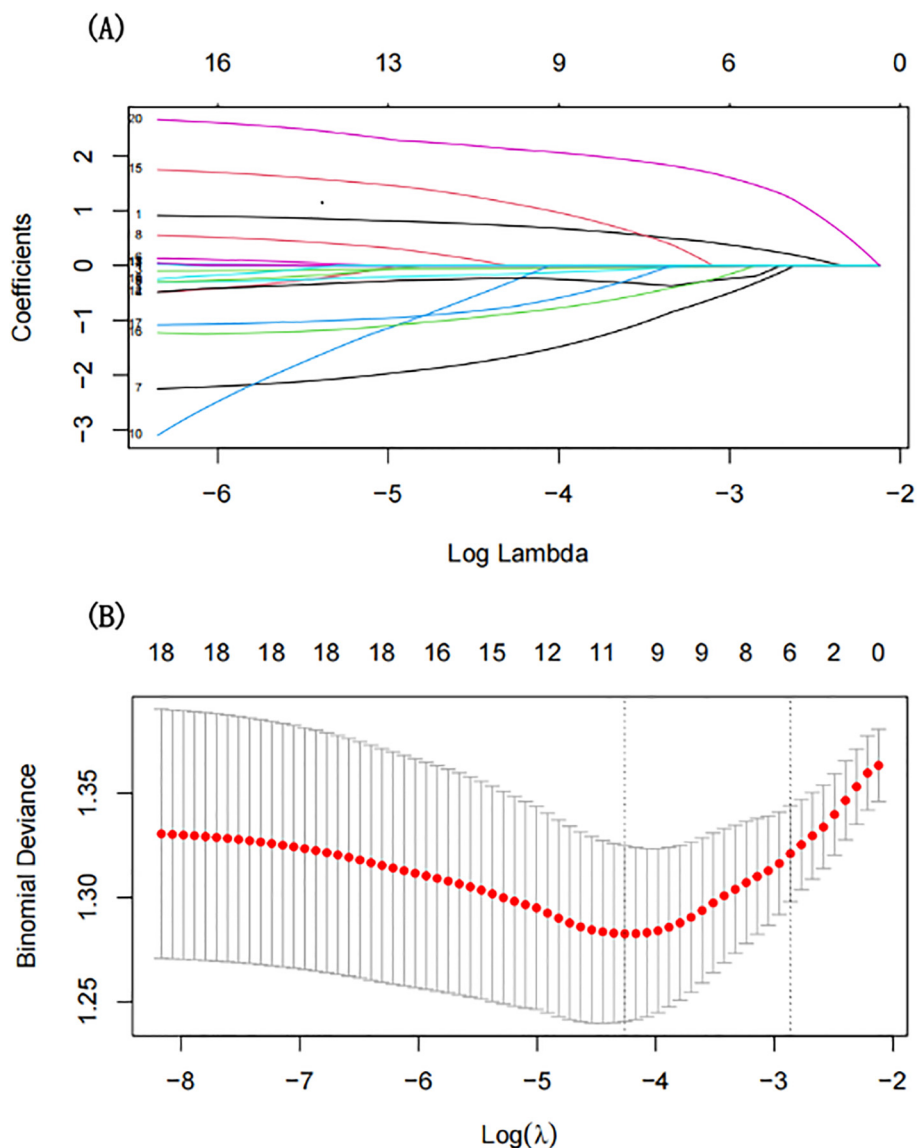 (A)
16 13 9 6 0
Coefficients
2
1
0
−1
−2
−3
20
15
1
8
7
10
−6 −5 −4 −3 −2
Log Lambda
(B)
18 18 18 18 18 16 15 12 11 9 9 8 6 2 0
Binomial Deviance
1.35
1.30
1.25
−8 −7 −6 −5 −4 −3 −2
Log(λ)